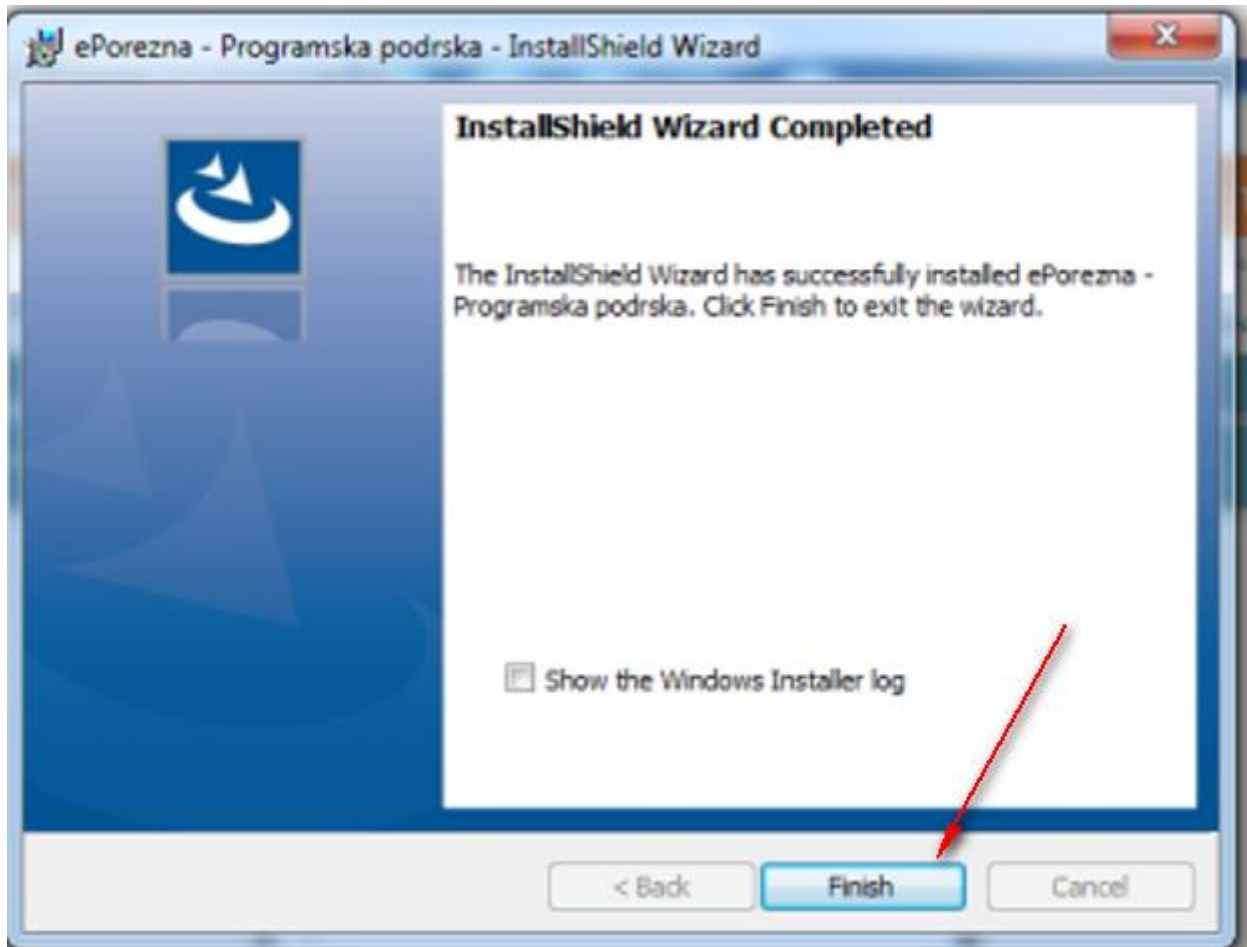 ePorezna - Programska podrska - InstallShield Wizard
InstallShield Wizard Completed
The InstallShield Wizard has successfully installed ePorezna -
Programska podrska. Click Finish to exit the wizard.
Show the Windows Installer log
< Back
Finish
Cancel